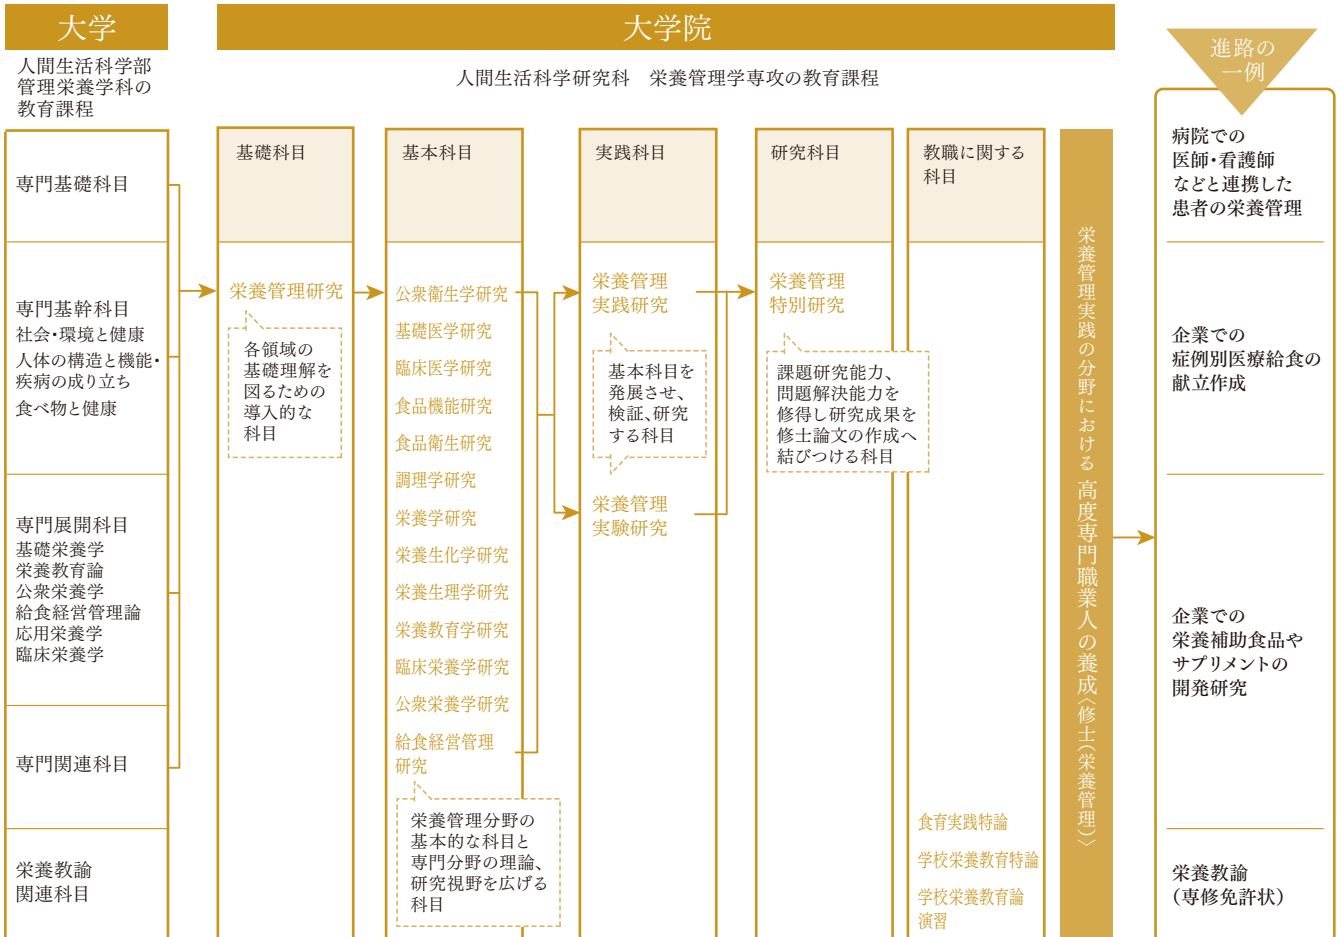 大学
人間生活科学部
管理栄養学科の
教育課程
専門基礎科目
専門基幹科目
社会・環境と健康
人体の構造と機能・
疾病の成り立ち
食べ物と健康
専門展開科目
基礎栄養学
栄養教育論
公衆栄養学
給食経営管理論
応用栄養学
臨床栄養学
専門関連科目
栄養教諭
関連科目
大学院
人間生活科学研究科　栄養管理学専攻の教育課程
基礎科目
栄養管理研究
各領域の
基礎理解を
図るための
導入的な
科目
基本科目
公衆衛生学研究
基礎医学研究
臨床医学研究
食品機能研究
食品衛生研究
調理学研究
栄養学研究
栄養生化学研究
栄養生理学研究
栄養教育学研究
臨床栄養学研究
公衆栄養学研究
給食経営管理
研究
栄養管理分野の
基本的な科目と
専門分野の理論、
研究視野を広げる
科目
実践科目
栄養管理
実践研究
基本科目を
発展させ、
検証、研究
する科目
栄養管理
実験研究
研究科目
栄養管理
特別研究
課題研究能力、
問題解決能力を
修得し研究成果を
修士論文の作成へ
結びつける科目
教職に関する
科目
食育実践特論
学校栄養教育特論
学校栄養教育論
演習
栄養管理実践の分野における 高度専門職業人の養成〈修士（栄養管理）〉
進路の
一例
病院での
医師・看護師
などと連携した
患者の栄養管理
企業での
症例別医療給食の
献立作成
企業での
栄養補助食品や
サプリメントの
開発研究
栄養教諭
（専修免許状）